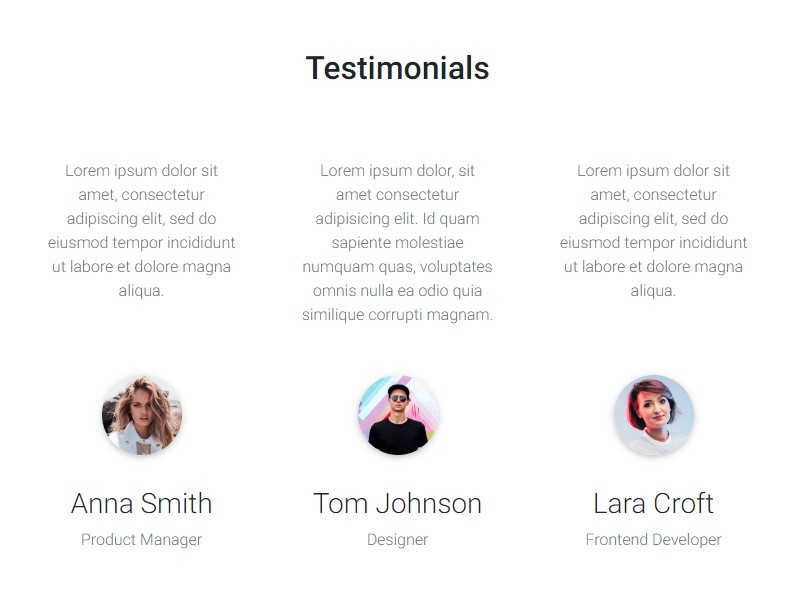 Testimonials
Lorem ipsum dolor sit
amet, consectetur
adipiscing elit, sed do
eiusmod tempor incididunt
ut labore et dolore magna
aliqua.
Lorem ipsum dolor, sit
amet consectetur
adipisicing elit. Id quam
sapiente molestiae
numquam quas, voluptates
omnis nulla ea odio quia
similique corrupti magnam.
Lorem ipsum dolor sit
amet, consectetur
adipiscing elit, sed do
eiusmod tempor incididunt
ut labore et dolore magna
aliqua.
Anna Smith
Product Manager
Tom Johnson
Designer
Lara Croft
Frontend Developer